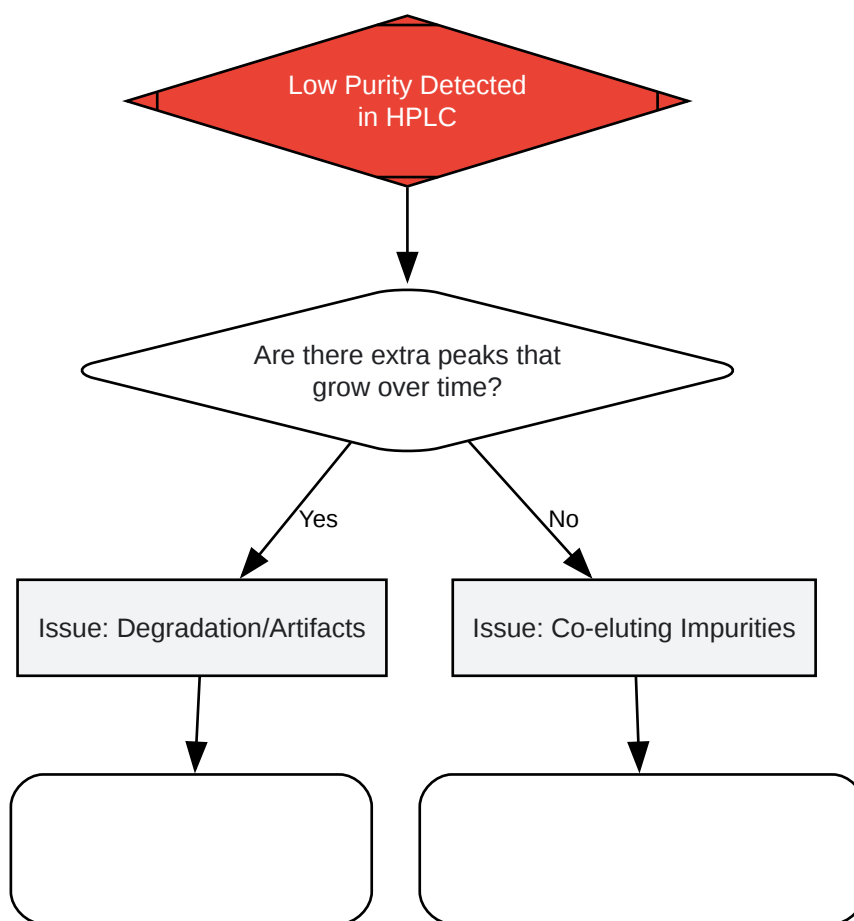 Low Purity Detected
in HPLC
Are there extra peaks that
grow over time?
Yes
No
Issue: Degradation/Artifacts
Issue: Co-eluting Impurities